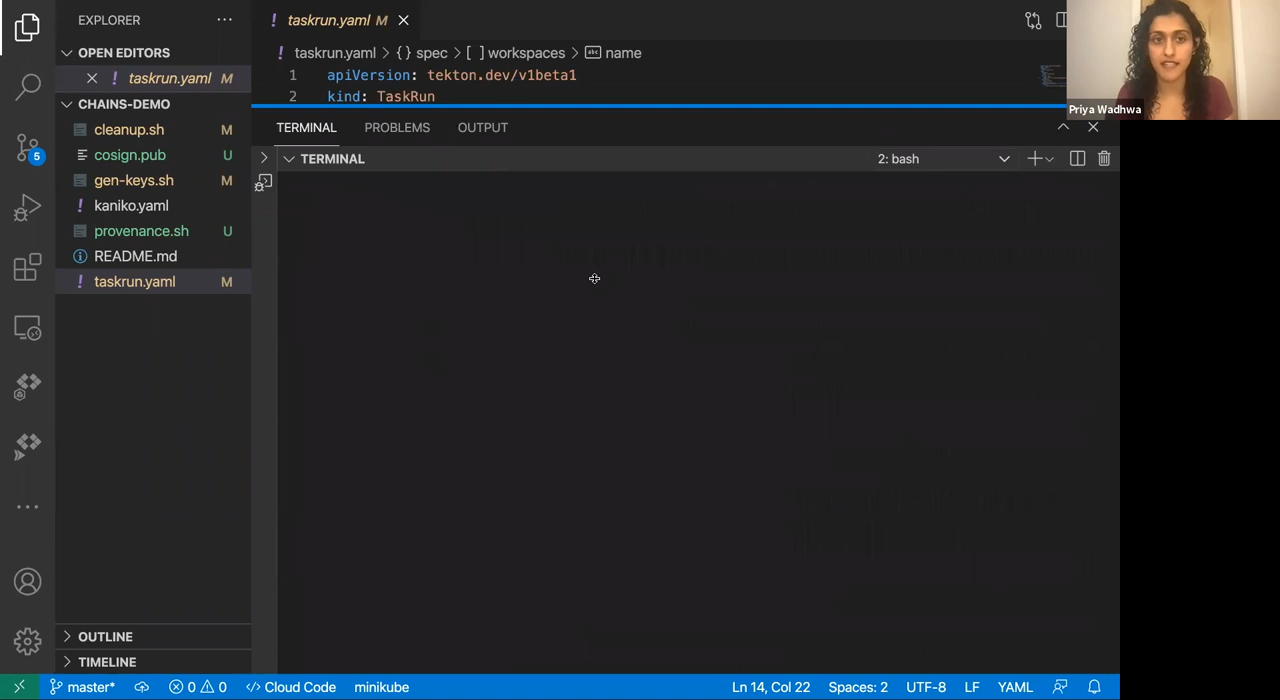 EXPLORER
···
! taskrun.yaml M
OPEN EDITORS
! taskrun.yaml M
CHAINS-DEMO
cleanup.sh M
cosign.pub U
gen-keys.sh M
! kaniko.yaml
provenance.sh U
README.md
! taskrun.yaml M
5
OUTLINE
TIMELINE
! taskrun.yaml > {} spec > [ ] workspaces > abc name
1 apiVersion: tekton.dev/v1beta1
2 kind: TaskRun
Priya Wadhwa
TERMINAL PROBLEMS OUTPUT
TERMINAL
2: bash
master* 0 0 Cloud Code minikube
Ln 14, Col 22 Spaces: 2 UTF-8 LF YAML